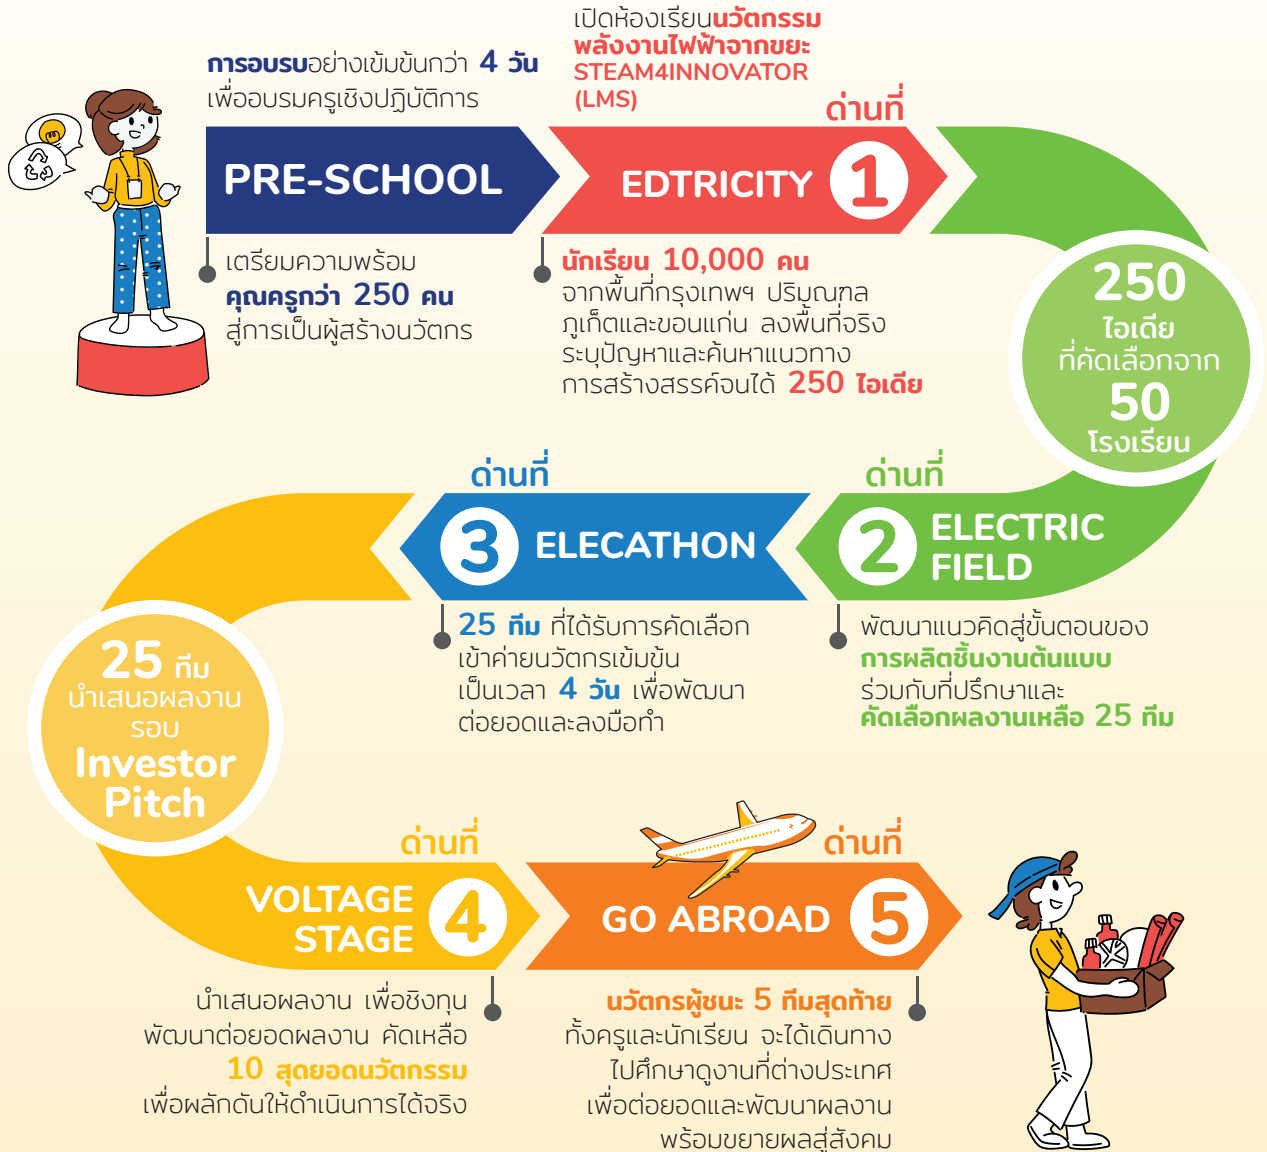 การอบรมอย่างเข้มข้นกว่า 4 วัน
เพื่ออบรมครูเชิงปฏิบัติการ
PRE-SCHOOL
เตรียมความพร้อม
คุณครูกว่า 250 คน
สู่การเป็นผู้สร้างนวัตกร
เปิดห้องเรียนนวัตกรรม
พลังงานไฟฟ้าจากขยะ
STEAM4INNOVATOR
(LMS)
ด่านที่
EDTRICITY 1
นักเรียน 10,000 คน
จากพื้นที่กรุงเทพฯ ปริมณฑล
ภูเก็ตและขอนแก่น ลงพื้นที่จริง
ระบุปัญหาและค้นหาแนวทาง
การสร้างสรรค์จนได้ 250 ไอเดีย
250
ไอเดีย
ที่คัดเลือกจาก
50
โรงเรียน
ด่านที่
2 ELECTRIC
FIELD
พัฒนาแนวคิดสู่ขั้นตอนของ
การผลิตชิ้นงานต้นแบบ
ร่วมกับที่ปรึกษาและ
คัดเลือกผลงานเหลือ 25 ทีม
ด่านที่
3 ELECATHON
25 ทีม ที่ได้รับการคัดเลือก
เข้าค่ายนวัตกรเข้มข้น
เป็นเวลา 4 วัน เพื่อพัฒนา
ต่อยอดและลงมือทำ
25 ทีม
นำเสนอผลงาน
รอบ
Investor
Pitch
ด่านที่
VOLTAGE
STAGE 4
นำเสนอผลงาน เพื่อชิงทุน
พัฒนาต่อยอดผลงาน คัดเหลือ
10 สุดยอดนวัตกรรม
เพื่อผลักดันให้ดำเนินการได้จริง
ด่านที่
GO ABROAD 5
นวัตกรผู้ชนะ 5 ทีมสุดท้าย
ทั้งครูและนักเรียน จะได้เดินทาง
ไปศึกษาดูงานที่ต่างประเทศ
เพื่อต่อยอดและพัฒนาผลงาน
พร้อมขยายผลสู่สังคม